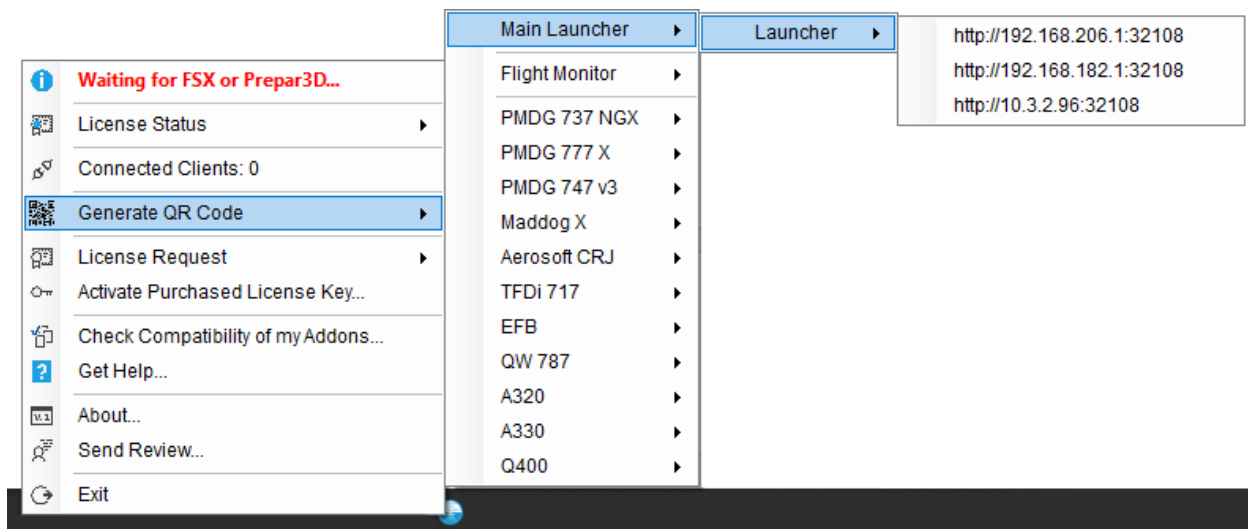 Waiting for FSX or Prepar3D...
License Status
Connected Clients: 0
Generate QR Code
License Request
Activate Purchased License Key...
Check Compatibility of my Addons...
Get Help...
About...
Send Review...
Exit
Main Launcher
Flight Monitor
PMDG 737 NGX
PMDG 777 X
PMDG 747 v3
Maddog X
Aerosoft CRJ
TFDi 717
EFB
QW 787
A320
A330
Q400
Launcher
http://192.168.206.1:32108
http://192.168.182.1:32108
http://10.3.2.96:32108